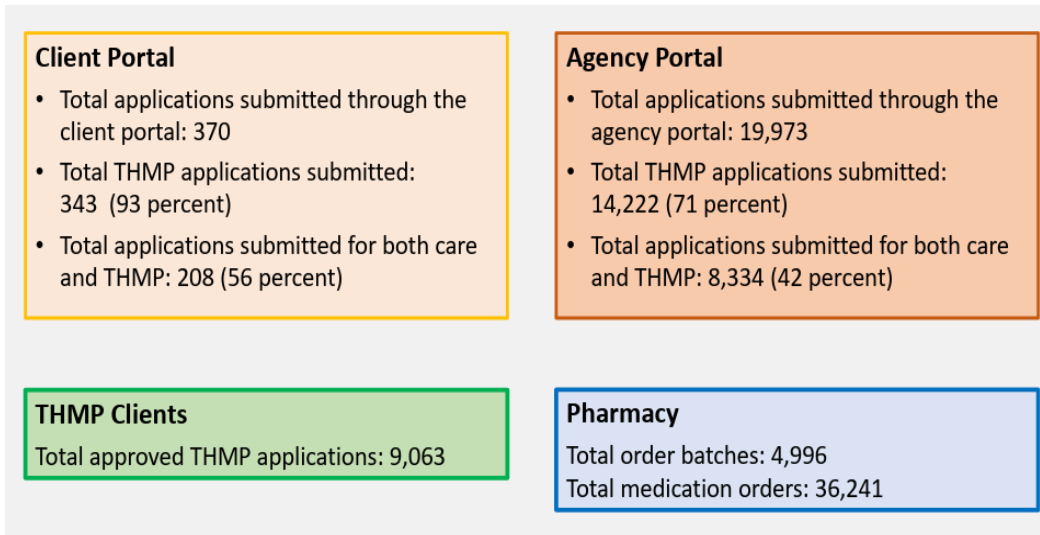 Client Portal
• Total applications submitted through the
client portal: 370
• Total THMP applications submitted:
343  (93 percent)
• Total applications submitted for both care
and THMP: 208 (56 percent)
Agency Portal
• Total applications submitted through the
agency portal: 19,973
• Total THMP applications submitted:
14,222 (71 percent)
• Total applications submitted for both care
and THMP: 8,334 (42 percent)
THMP Clients
Total approved THMP applications: 9,063
Pharmacy
Total order batches: 4,996
Total medication orders: 36,241